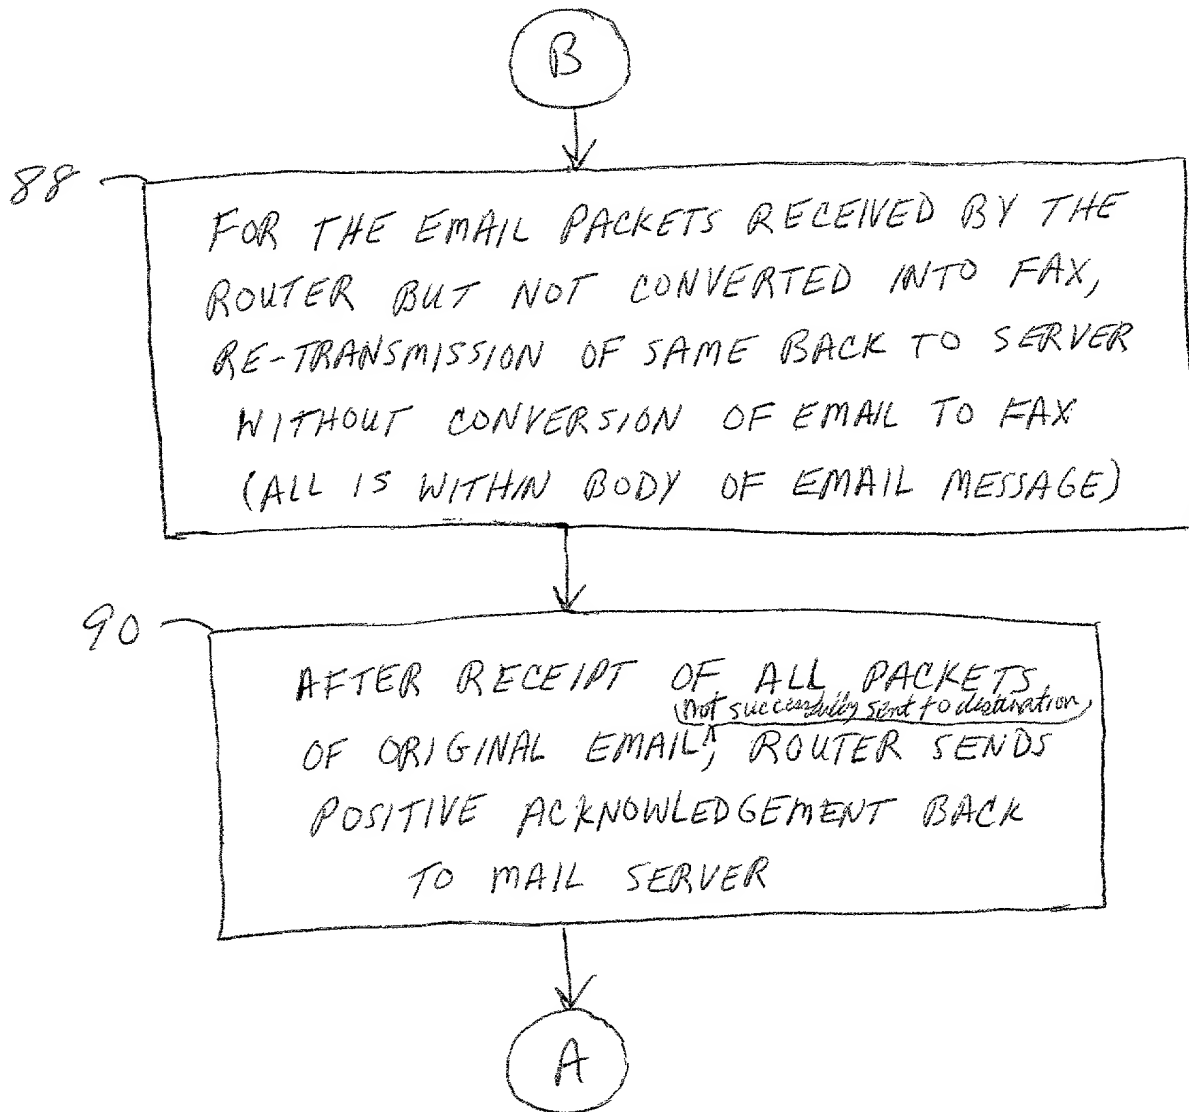 B
88
FOR THE EMAIL PACKETS RECEIVED BY THE
ROUTER BUT NOT CONVERTED INTO FAX,
RE-TRANSMISSION OF SAME BACK TO SERVER
WITHOUT CONVERSION OF EMAIL TO FAX
(ALL IS WITHIN BODY OF EMAIL MESSAGE)
90
AFTER RECEIPT OF ALL PACKETS
(not successfully sent to destination)
OF ORIGINAL EMAIL^, ROUTER SENDS
POSITIVE ACKNOWLEDGEMENT BACK
TO MAIL SERVER
A